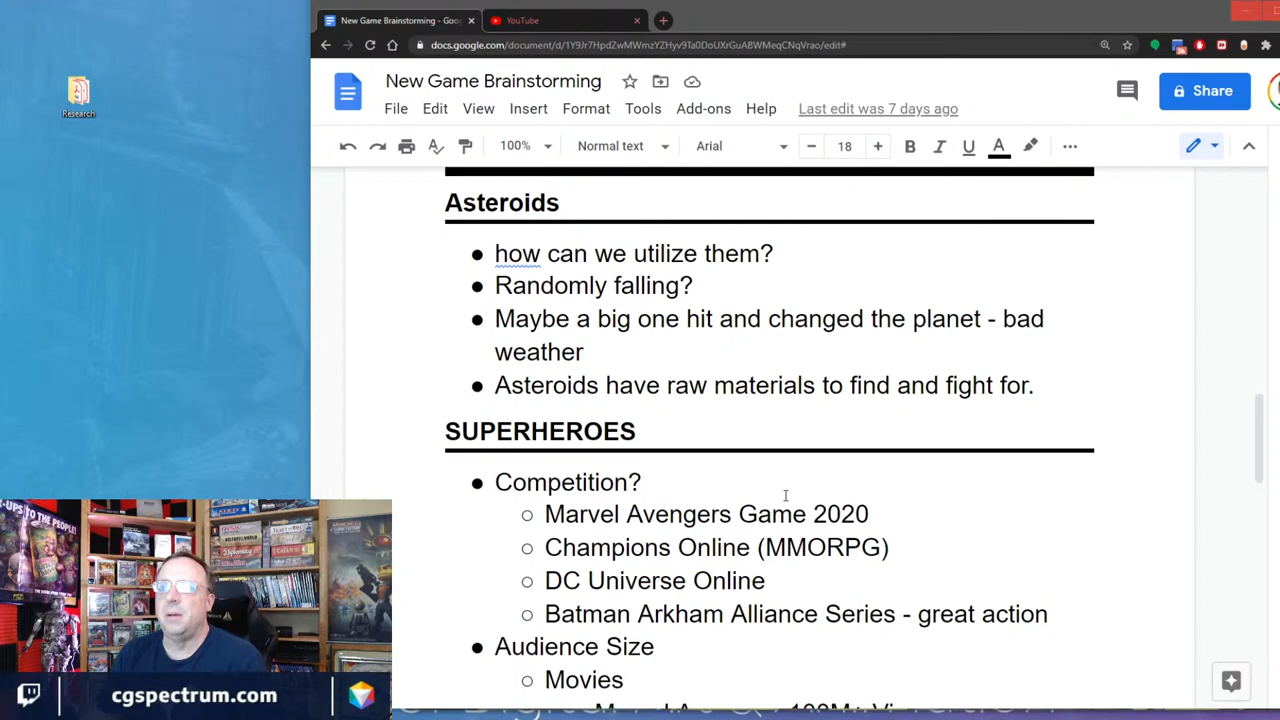 New Game Brainstorming - Goo
YouTube
docs.google.com/document/d/1Y9Jr7HpdZwMWmzYZHyv9Ta0DoUXrGuABWMeqCNqVrao/edit#
New Game Brainstorming
File Edit View Insert Format Tools Add-ons Help Last edit was 7 days ago
Share
100% Normal text Arial 18 B I U A
Research
Asteroids
how can we utilize them?
Randomly falling?
Maybe a big one hit and changed the planet - bad
weather
Asteroids have raw materials to find and fight for.
SUPERHEROES
Competition?
Marvel Avengers Game 2020
Champions Online (MMORPG)
DC Universe Online
Batman Arkham Alliance Series - great action
Audience Size
Movies
cgspectrum.com